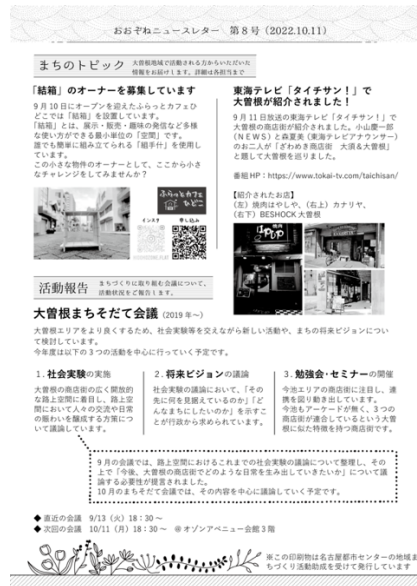 おおぞねニュースレター　第８号（2022.10.11）
まちのトピック
大曽根地域で活動される方からいただいた
情報をお届けします。詳細は各担当まで
「結箱」のオーナーを募集しています
９月10日にオープンを迎えたふらっとカフェひ
どこでは「結箱」を設置しています。
「結箱」とは、展示・販売・趣味の発信など多様
な使い方ができる最小単位の「空間」です。
誰でも簡単に組み立てられる「組手什」を使用し
ています。
この小さな物件のオーナーとして、ここから小さ
なチャレンジをしてみませんか？
ふらっとカフェ
ひどこ
インスタ
申し込み
東海テレビ「タイチサン！」で
大曽根が紹介されました！
９月11日放送の東海テレビ「タイチサン！」で
大曽根の商店街が紹介されました。小山慶一郎
（ＮＥＷＳ）と森夏美（東海テレビアナウンサー）
のお二人が「ざわめき商店街　大須＆大曽根」
と題して大曽根を巡りました。
番組HP：https://www.tokai-tv.com/taichisan/
【紹介されたお店】
（左）焼肉はやしや、（右上）カナリヤ、
（右下）BESHOCK大曽根
PUP
活動報告
まちづくりに取り組む会議について、
活動状況をご報告します。
大曽根まちそだて会議（2019年～）
大曽根エリアをより良くするため、社会実験等を交えながら新しい活動や、まちの将来ビジョンについ
て検討しています。
今年度は以下の３つの活動を中心に行っていく予定です。
１.社会実験の実施
大曽根の商店街の広く開放的
な路上空間に着目し、路上空
間において人々の交流や日常
の賑わいを醸成する方策につ
いて議論しています。
２.将来ビジョンの議論
社会実験の議論において、「その
先に何を見据えているのか」「ど
んなまちにしたいのか」を示すこ
とが行政から求められています。
３.勉強会・セミナーの開催
今池エリアの商店街に注目し、連
携を図り動き出しています。
今池もアーケードが無く、３つの
商店街が連合しているという大曽
根に似た特徴を持つ商店街です。
９月の会議では、路上空間におけるこれまでの社会実験の議論について整理し、その
上で「今後、大曽根の商店街でどのような日常を生み出していきたいか」について議
論する必要性が提言されました。
10月のまちそだて会議では、その内容を中心に議論していく予定です。
◆ 直近の会議　9/13（火）18：30～
◆ 次回の会議　10/11（月）18：30～　＠オゾンアベニュー会館３階
※この印刷物は名古屋都市センターの地域ま
ちづくり活動助成を受けて発行しています